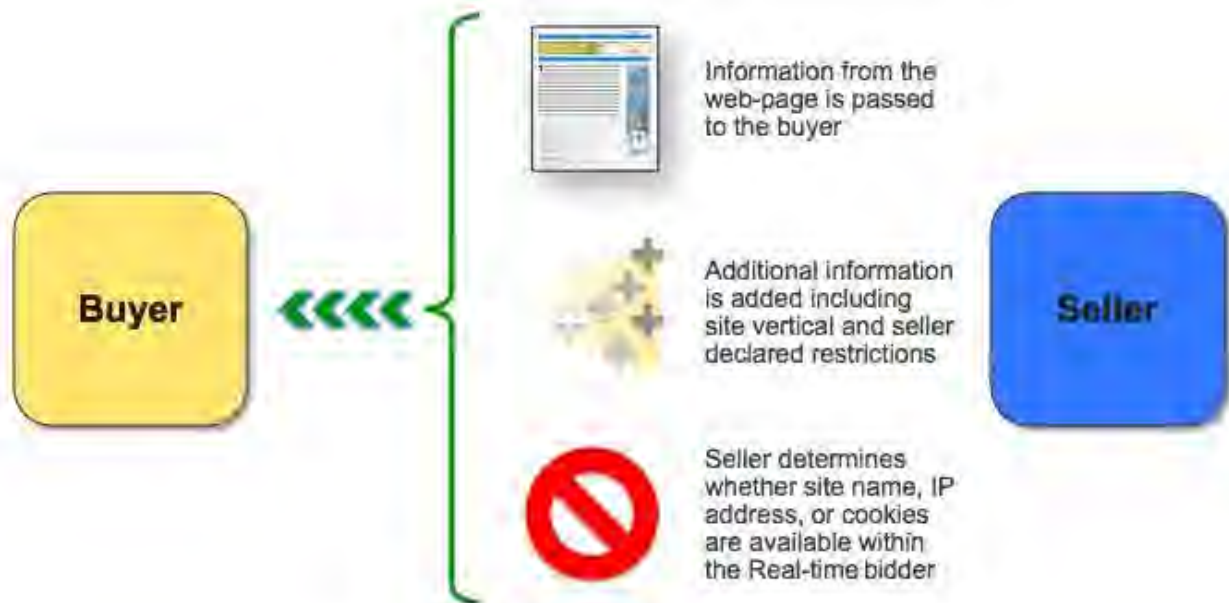 Buyer
Information from the
web-page is passed
to the buyer
Additional information
is added including
site vertical and seller
declared restrictions
Seller determines
whether site name, IP
address, or cookies
are available within
the Real-time bidder
Seller